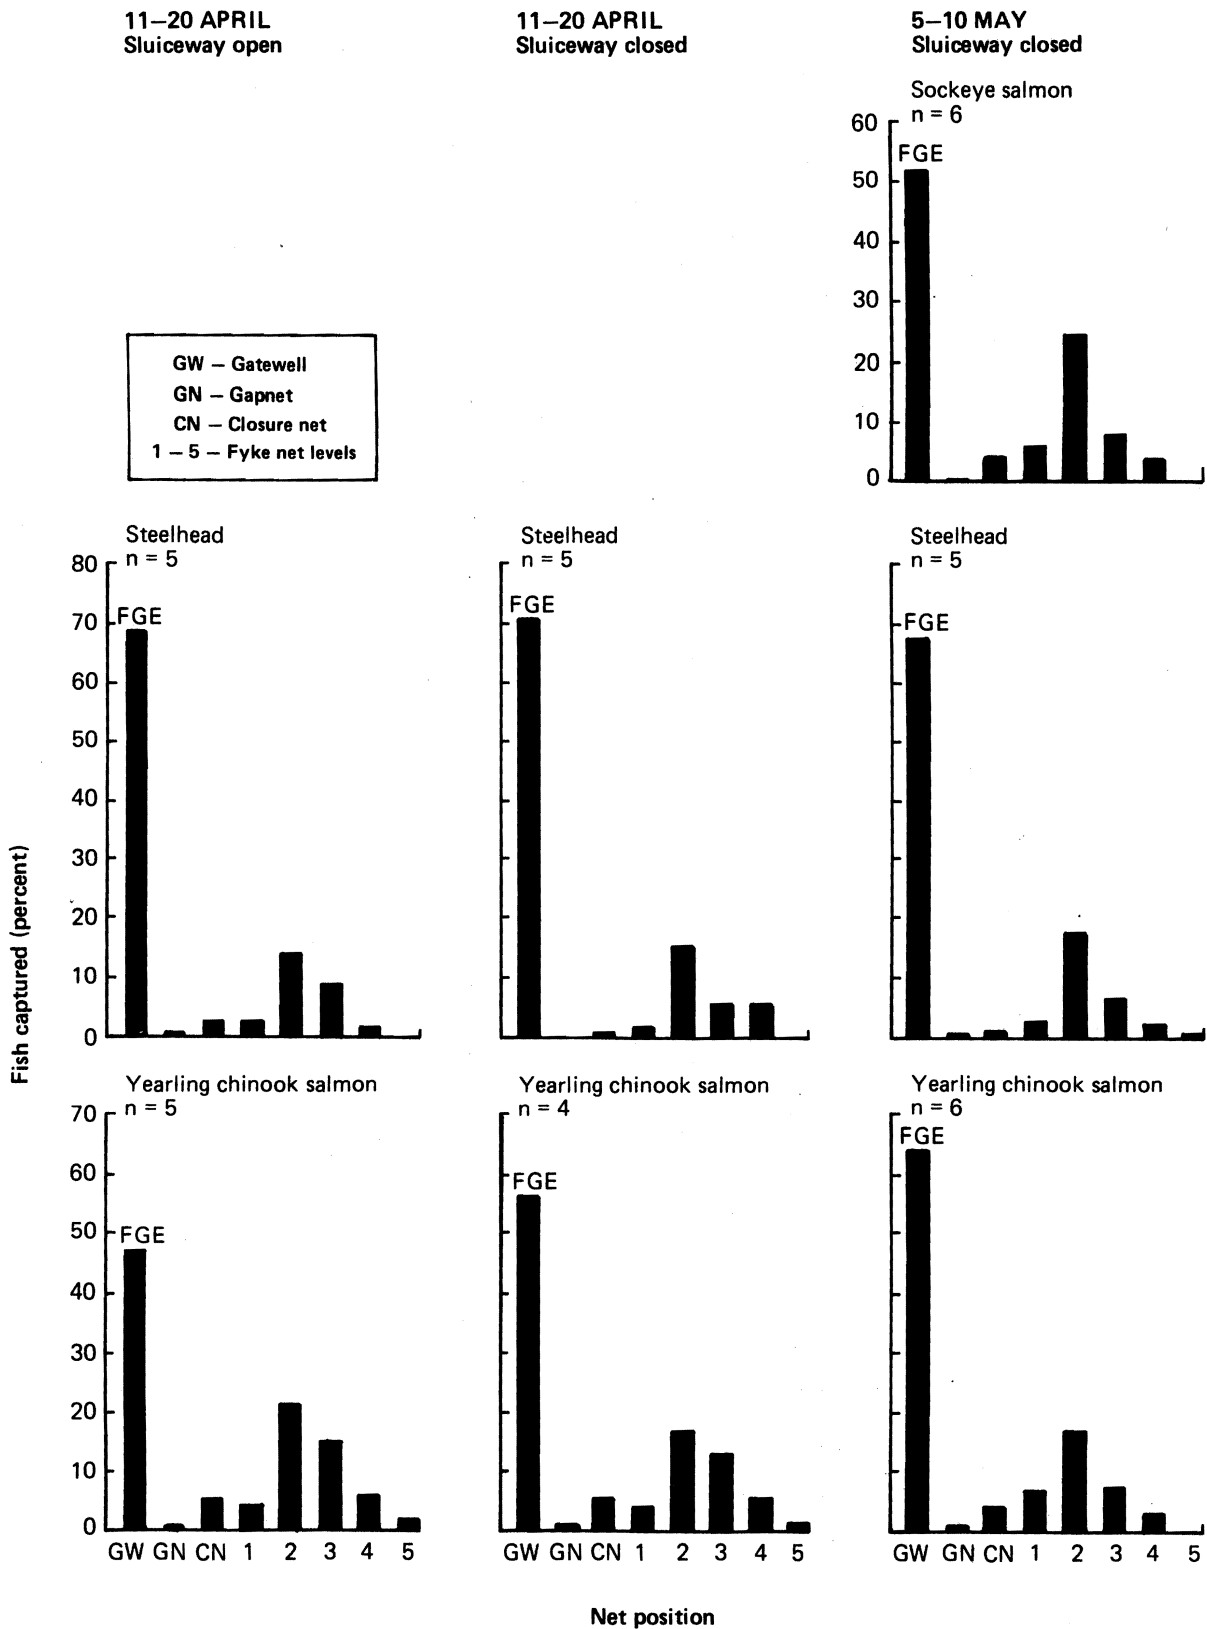 11–20 APRIL
Sluiceway open
11–20 APRIL
Sluiceway closed
5–10 MAY
Sluiceway closed
Sockeye salmon
n = 6
FGE
60
50
40
30
20
10
0
GW – Gatewell
GN – Gapnet
CN – Closure net
1 – 5 – Fyke net levels
Steelhead
n = 5
FGE
80
70
60
50
40
30
20
10
0
Steelhead
n = 5
FGE
Steelhead
n = 5
FGE
Fish captured (percent)
Yearling chinook salmon
n = 5
FGE
70
60
50
40
30
20
10
0
GW GN CN 1 2 3 4 5
Yearling chinook salmon
n = 4
FGE
GW GN CN 1 2 3 4 5
Yearling chinook salmon
n = 6
FGE
GW GN CN 1 2 3 4 5
Net position